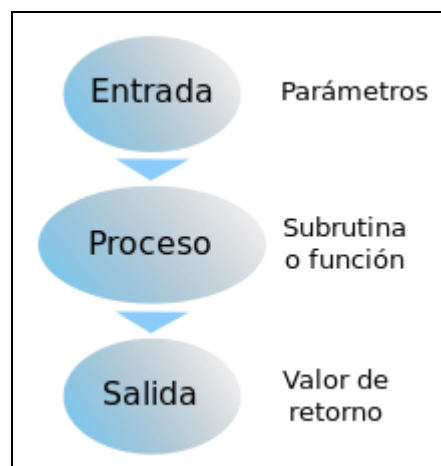 Entrada
Parámetros
Proceso
Subrutina
o función
Salida
Valor de
retorno